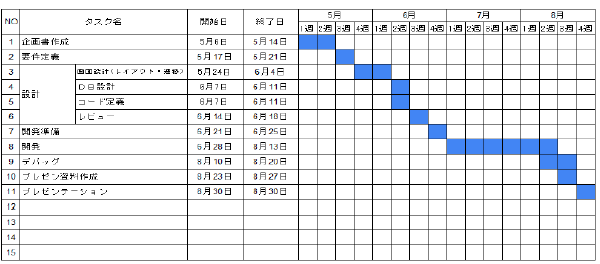 NO タスク名 開始日 終了日 5月 6月 7月 8月
1週 2週 3週 4週 1週 2週 3週 4週 1週 2週 3週 4週 1週 2週 3週 4週
1 企画書作成 5月6日 5月14日
2 要件定義 5月17日 5月21日
3 設計 画面設計(レイアウト・遷移) 5月24日 6月4日
4 DB設計 6月7日 6月11日
5 コード定義 6月7日 6月11日
6 レビュー 6月14日 6月18日
7 開発準備 6月21日 6月25日
8 開発 6月28日 8月13日
9 デバッグ 8月10日 8月20日
10 プレゼン資料作成 8月23日 8月27日
11 プレゼンテーション 8月30日 8月30日
12
13
14
15